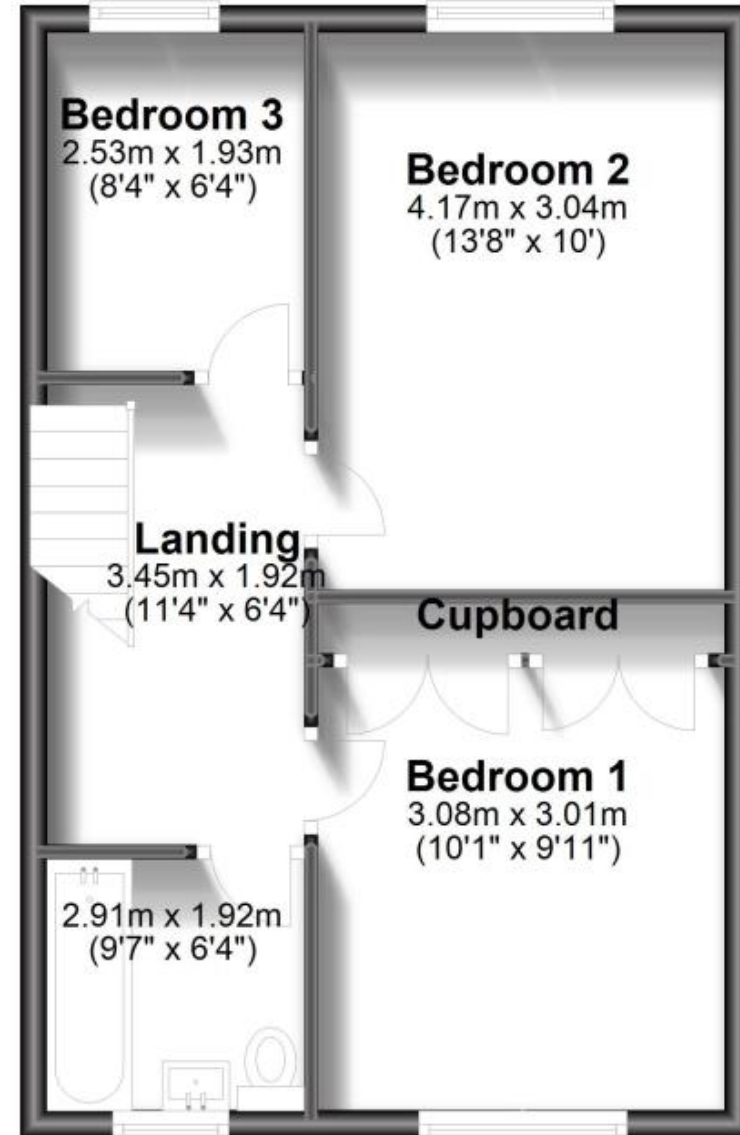 Bedroom 3
2.53m x 1.93m
(8'4" x 6'4")
Bedroom 2
4.17m x 3.04m
(13'8" x 10')
Landing
3.45m x 1.92m
(11'4" x 6'4")
Cupboard
Bedroom 1
3.08m x 3.01m
(10'1" x 9'11")
2.91m x 1.92m
(9'7" x 6'4")